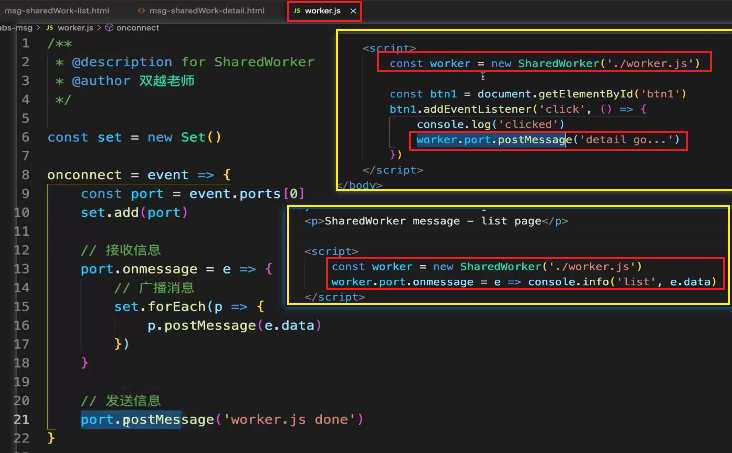 msg-sharedWork-list.html
msg-sharedWork-detail.html
JS worker.js ×
abs-msg > JS worker.js > onconnect
1 /**
2 * @description for SharedWorker
3 * @author 双越老师
4 */
5
6 const set = new Set()
7
8 onconnect = event => {
9 const port = event.ports[0]
10 set.add(port)
11
12 // 接收信息
13 port.onmessage = e => {
14 // 广播消息
15 set.forEach(p => {
16 p.postMessage(e.data)
17 })
18 }
19
20 // 发送信息
21 port.postMessage('worker.js done')
22 }
<script>
const worker = new SharedWorker('./worker.js')
const btn1 = document.getElementById('btn1')
btn1.addEventListener('click', () => {
console.log('clicked')
worker.port.postMessage('detail go...')
})
</script>
</body>
<p>SharedWorker message - list page</p>
<script>
const worker = new SharedWorker('./worker.js')
worker.port.onmessage = e => console.info('list', e.data)
</script>